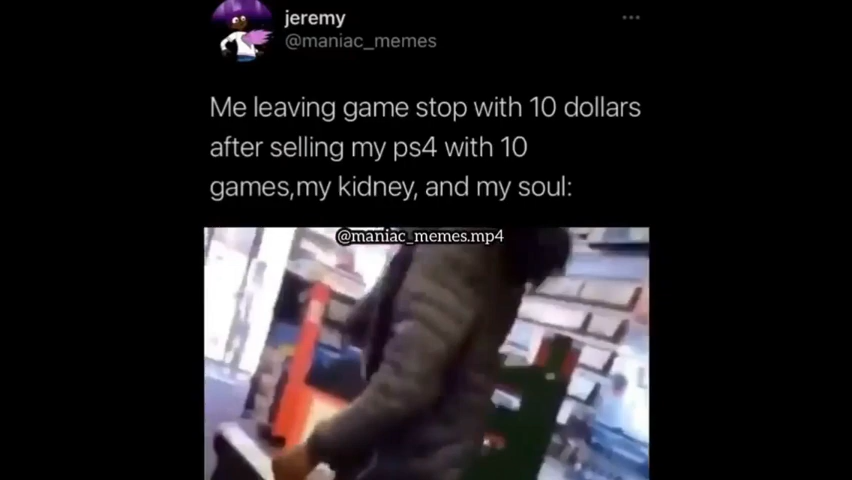 jeremy
@maniac_memes
Me leaving game stop with 10 dollars
after selling my ps4 with 10
games,my kidney, and my soul:
@maniac_memes.mp4